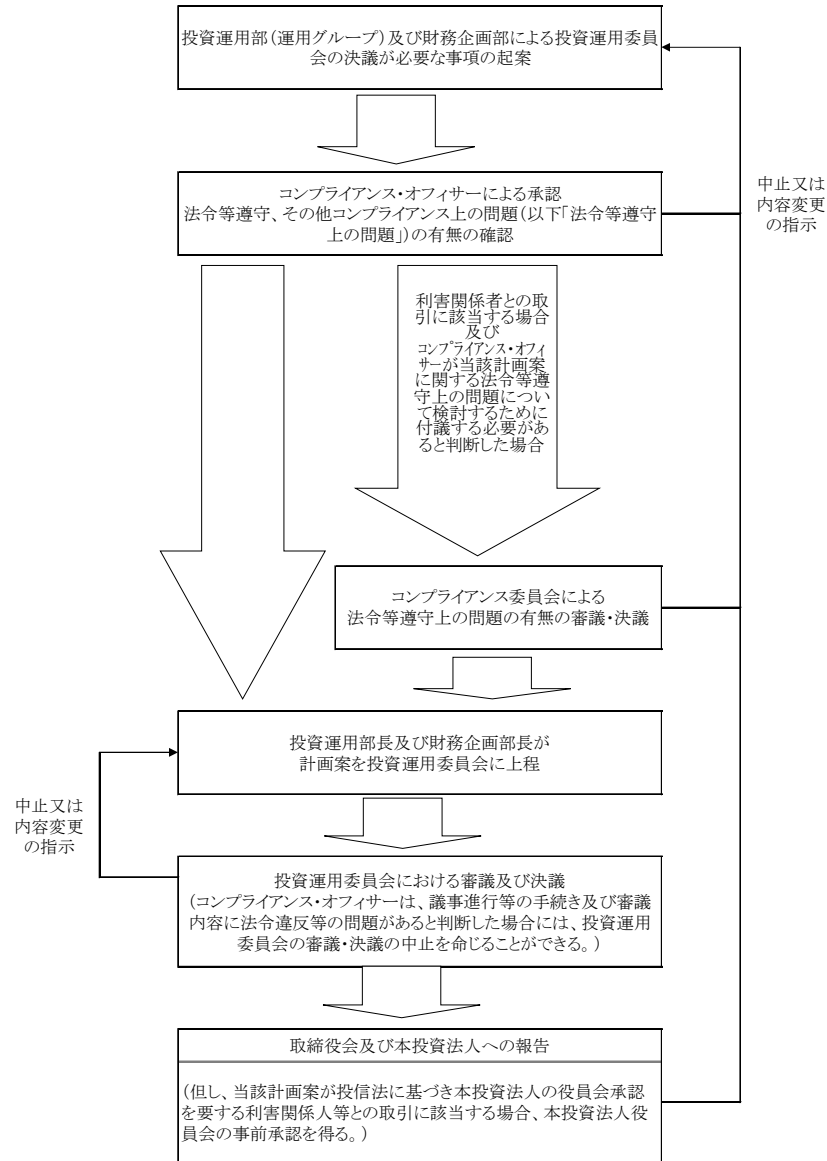 投資運用部(運用グループ)及び財務企画部による投資運用委員
会の決議が必要な事項の起案
中止又は
内容変更
の指示
コンプライアンス・オフィサーによる承認
法令等遵守、その他コンプライアンス上の問題(以下「法令等遵守
上の問題」)の有無の確認
利害関係者との取
引に該当する場合
及び
コンプライアンス・オフィ
サーが当該計画案
に関する法令等遵
守上の問題につい
て検討するために
付議する必要があ
ると判断した場合
コンプライアンス委員会による
法令等遵守上の問題の有無の審議・決議
投資運用部長及び財務企画部長が
計画案を投資運用委員会に上程
中止又は
内容変更
の指示
投資運用委員会における審議及び決議
(コンプライアンス・オフィサーは、議事進行等の手続き及び審議
内容に法令違反等の問題があると判断した場合には、投資運用
委員会の審議・決議の中止を命じることができる。)
取締役会及び本投資法人への報告
(但し、当該計画案が投信法に基づき本投資法人の役員会承認
を要する利害関係人等との取引に該当する場合、本投資法人役
員会の事前承認を得る。)